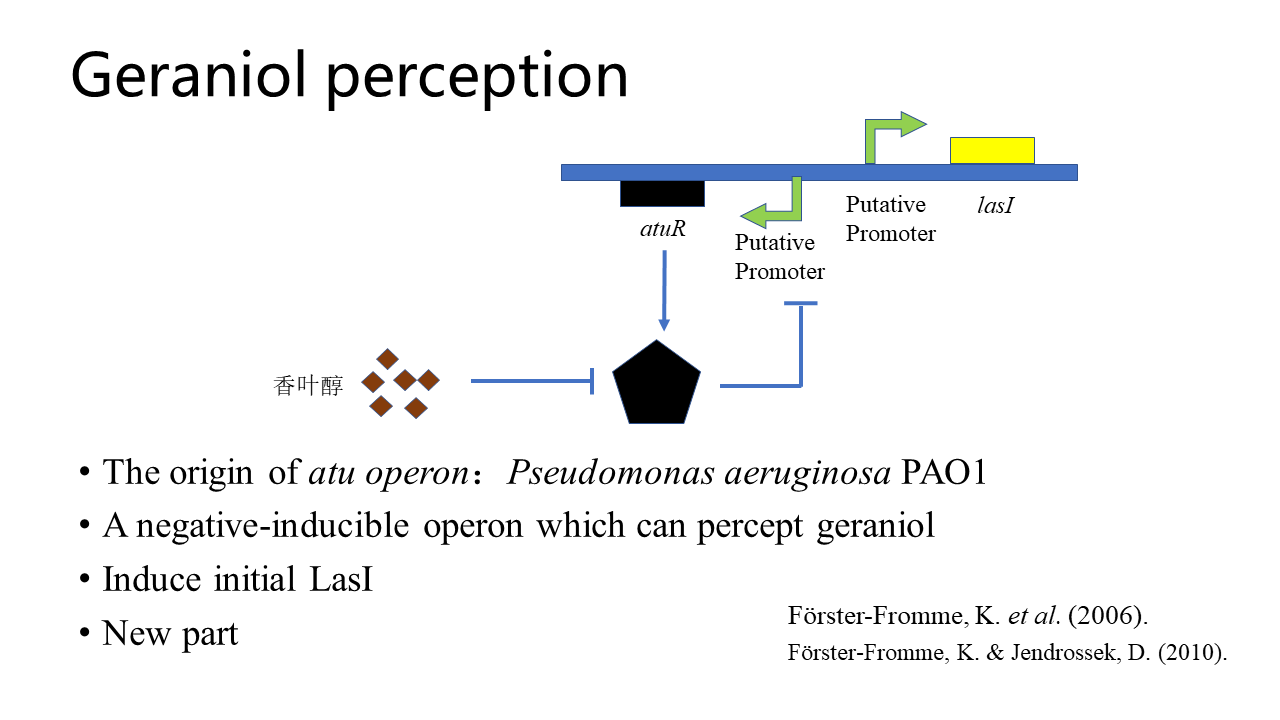 Geraniol perception
Putative
Promoter
lasI
atuR
Putative
Promoter
香叶醇
• The origin of atu operon：Pseudomonas aeruginosa PAO1
• A negative-inducible operon which can percept geraniol
• Induce initial LasI
• New part
Förster-Fromme, K. et al. (2006).
Förster-Fromme, K. & Jendrossek, D. (2010).